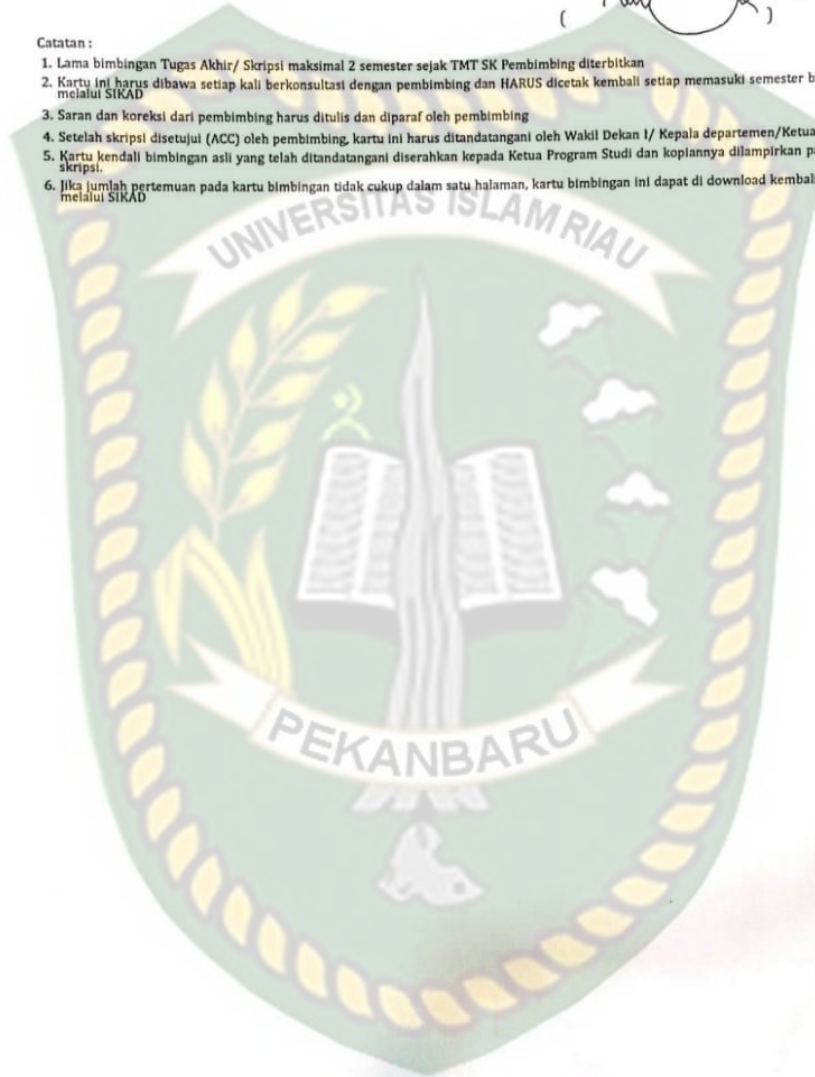 ( )
Catatan :
1. Lama bimbingan Tugas Akhir/ Skripsi maksimal 2 semester sejak TMT SK Pembimbing diterbitkan
2. Kartu ini harus dibawa setiap kali berkonsultasi dengan pembimbing dan HARUS dicetak kembali setiap memasuki semester b
melalui SIKAD
3. Saran dan koreksi dari pembimbing harus ditulis dan diparaf oleh pembimbing
4. Setelah skripsi disetujui (ACC) oleh pembimbing, kartu ini harus ditandatangani oleh Wakil Dekan I/ Kepala departemen/Ketua
5. Kartu kendali bimbingan asli yang telah ditandatangani diserahkan kepada Ketua Program Studi dan kopiannya dilampirkan p
skripsi.
6. Jika jumlah pertemuan pada kartu bimbingan tidak cukup dalam satu halaman, kartu bimbingan ini dapat di download kembal
melalui SIKAD
UNIVERSITAS ISLAM RIAU
PEKANBARU